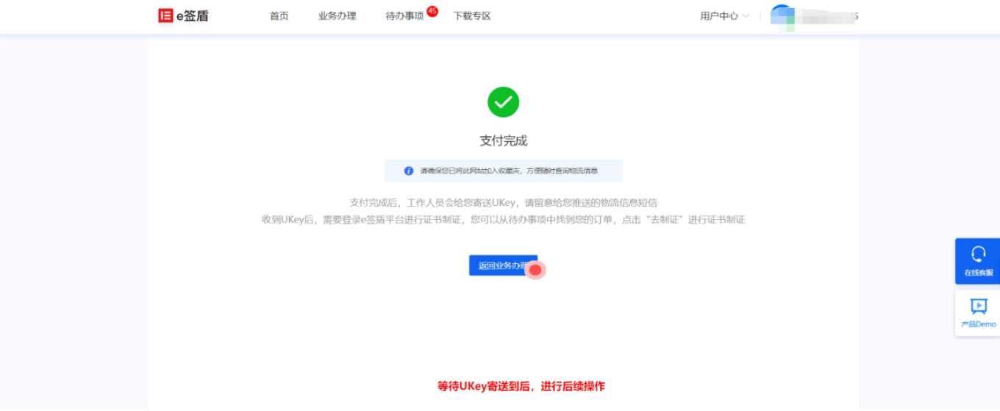 e签盾
首页
业务办理
待办事项
45
下载专区
用户中心
5
支付完成
请确保您已将此网站加入收藏夹，方便随时查询物流信息
支付完成后，工作人员会给您寄送UKey，请留意给您推送的物流信息短信
收到UKey后，需要登录e签盾平台进行证书制证，您可以从待办事项中找到您的订单，点击“去制证”进行证书制证
返回业务办理
在线客服
产品Demo
等待UKey寄送到后，进行后续操作